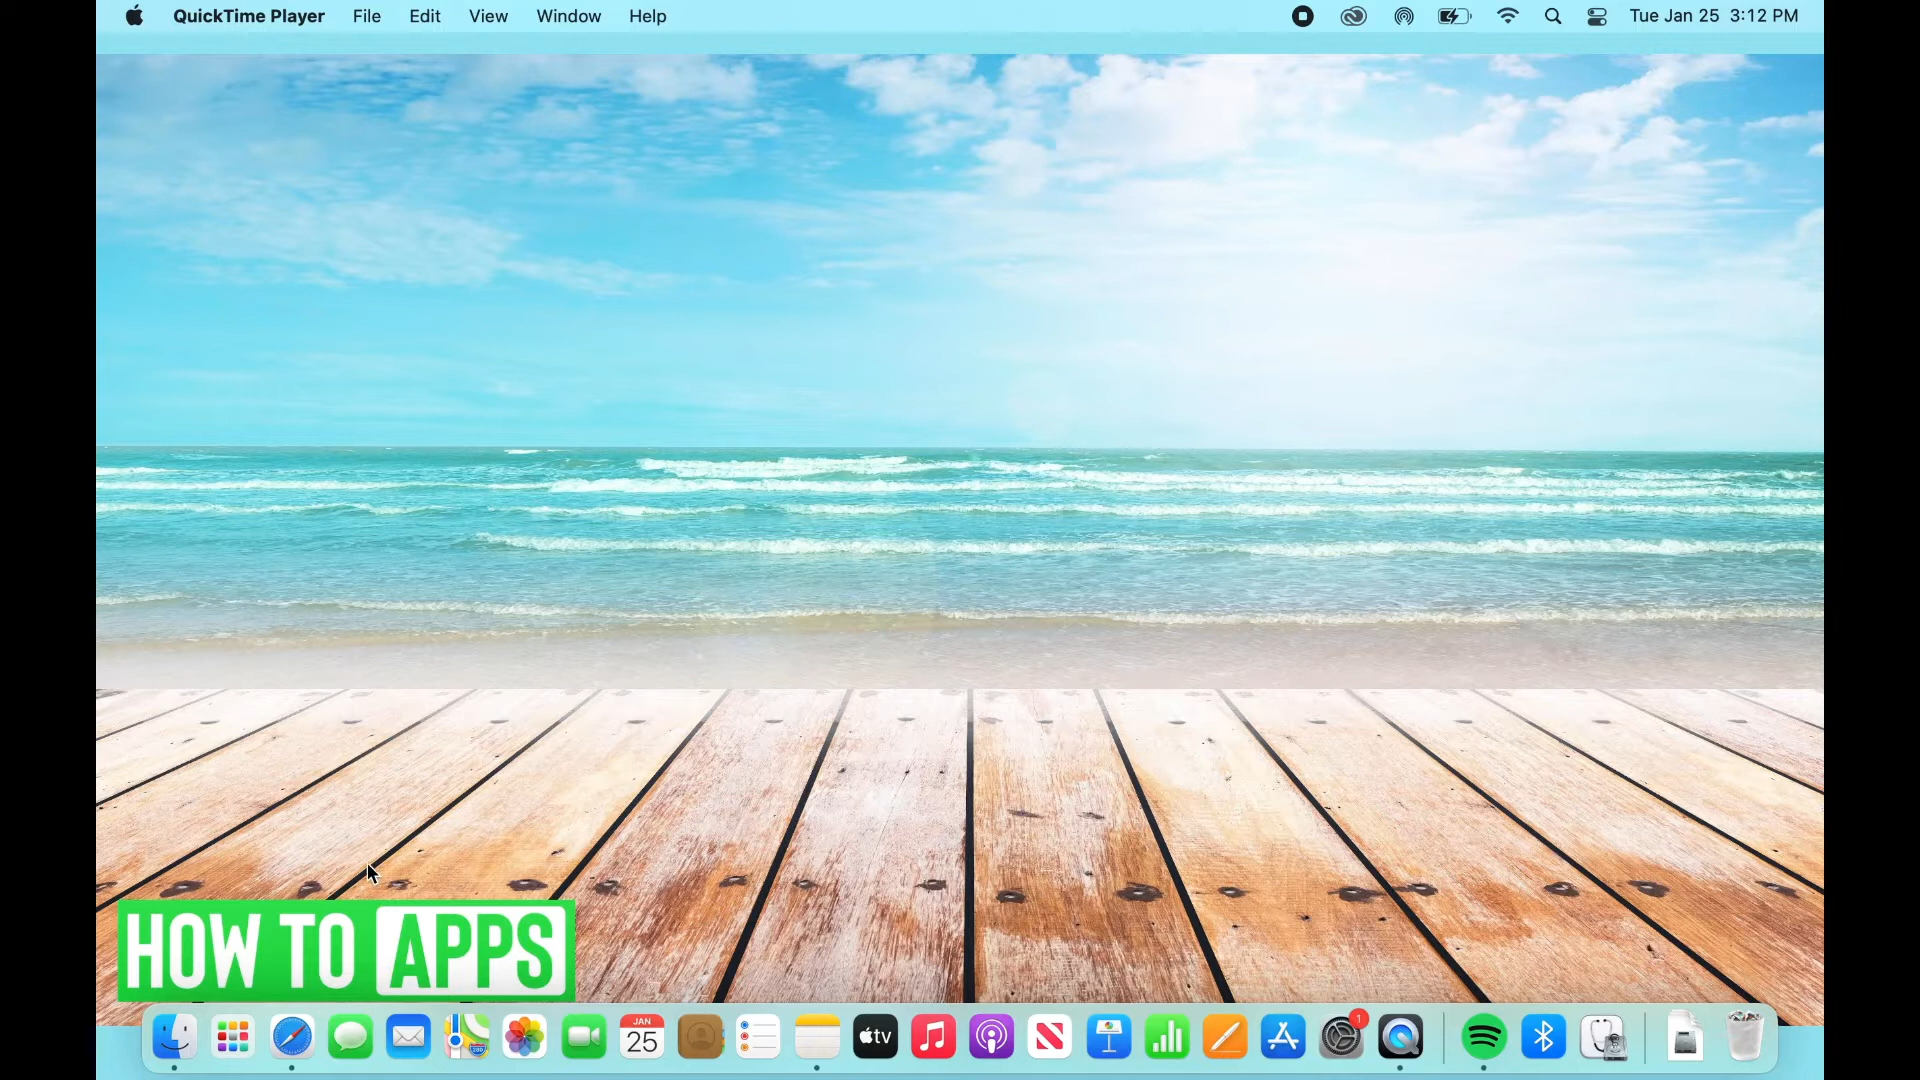 QuickTime Player File Edit View Window Help
Tue Jan 25 3:12 PM
HOW TO APPS
JAN
25
tv
1
280